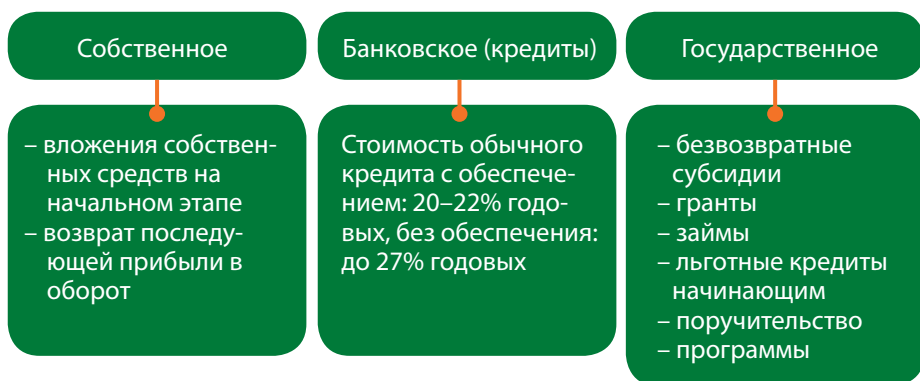 Собственное
Банковское (кредиты)
Государственное
– вложения собствен-
ных средств на
начальном этапе
– возврат последу-
ющей прибыли в
оборот
Стоимость обычного
кредита с обеспече-
нием: 20–22% годо-
вых, без обеспечения:
до 27% годовых
– безвозвратные
субсидии
– гранты
– займы
– льготные кредиты
начинающим
– поручительство
– программы